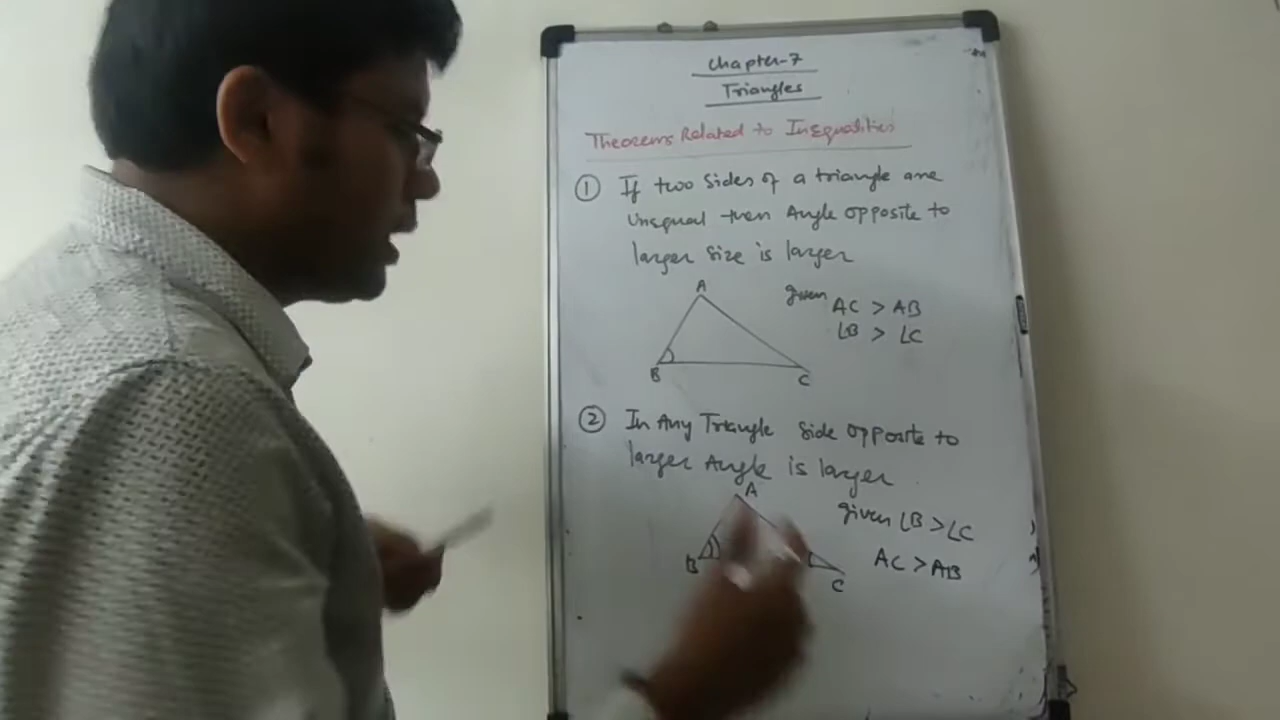 Chapter-7
Triangles
Theorems Related to Inequalities
① If two Sides of a triangle are
unequal then Angle opposite to
larger Size is larger
A
B
C
given AC > AB
∠B > ∠C
② In Any Triangle Side opposite to
larger Angle is larger
A
B
C
given ∠B > ∠C
AC > AB